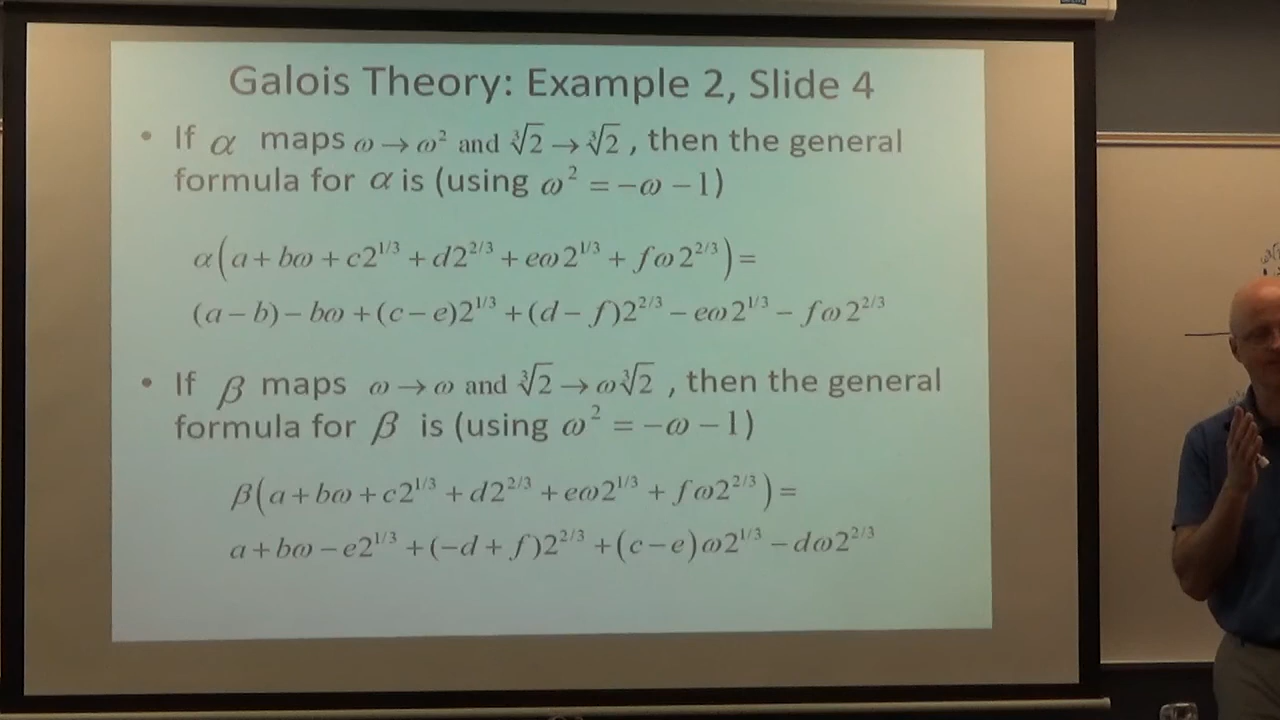 Galois Theory: Example 2, Slide 4
• If α maps ω → ω² and ∛2 → ∛2 , then the general
formula for α is (using ω² = −ω − 1)
α(a + bω + c2^{1/3} + d2^{2/3} + eω2^{1/3} + fω2^{2/3}) =
(a − b) − bω + (c − e)2^{1/3} + (d − f)2^{2/3} − eω2^{1/3} − fω2^{2/3}
• If β maps ω → ω and ∛2 → ω∛2 , then the general
formula for β is (using ω² = −ω − 1)
β(a + bω + c2^{1/3} + d2^{2/3} + eω2^{1/3} + fω2^{2/3}) =
a + bω − e2^{1/3} + (−d + f)2^{2/3} + (c − e)ω2^{1/3} − dω2^{2/3}